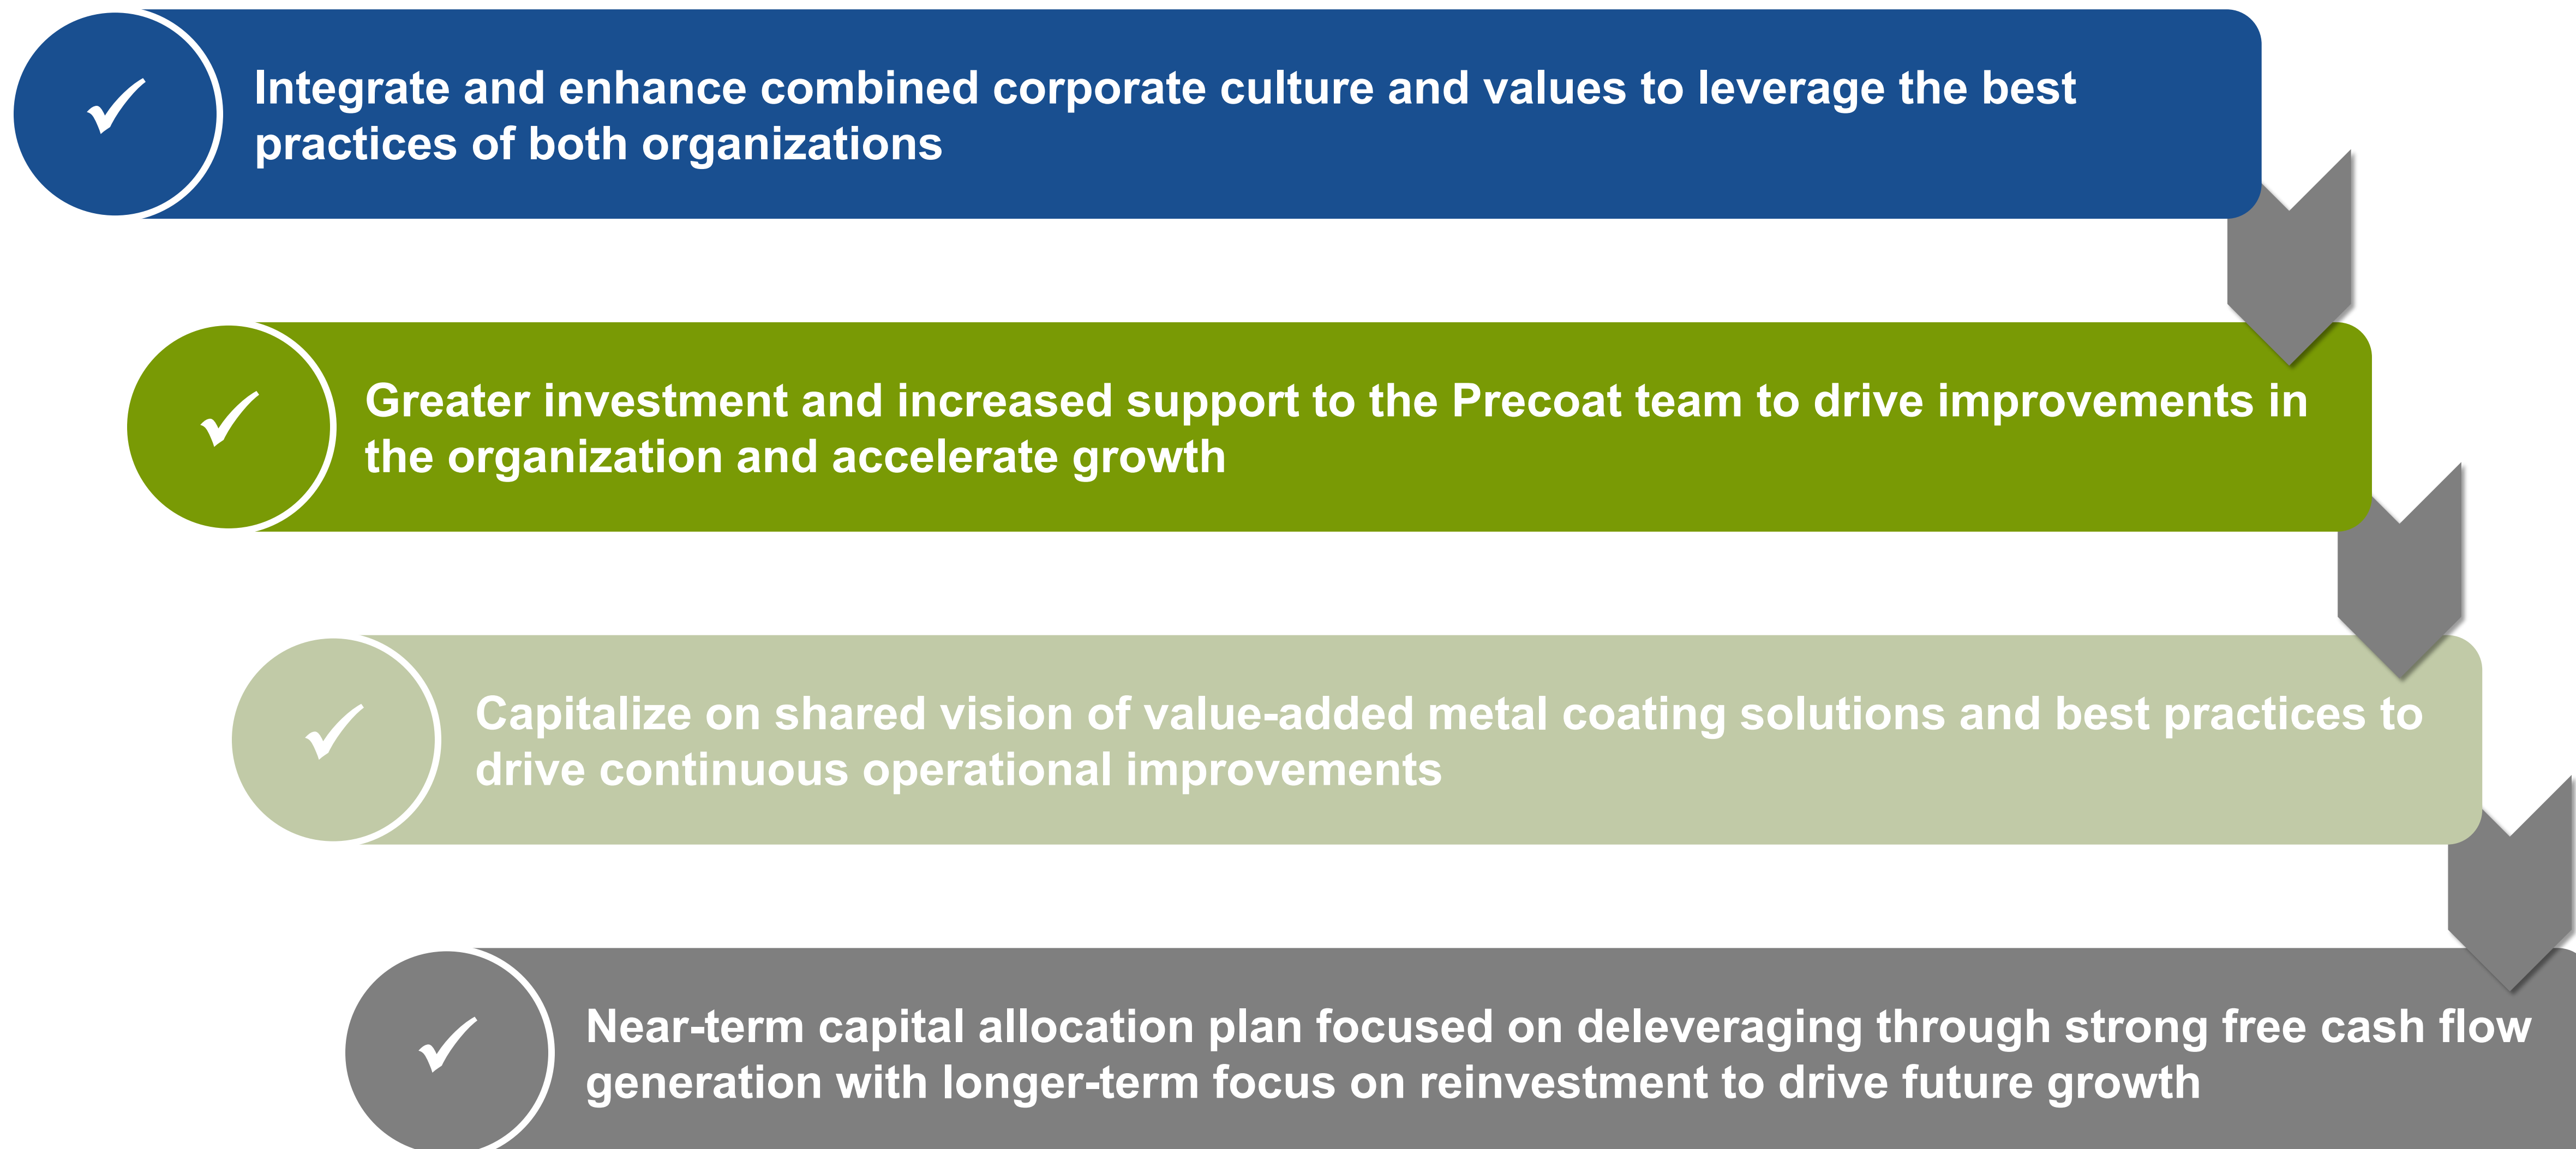 Integrate and enhance combined corporate culture and values to leverage the best
practices of both organizations
Greater investment and increased support to the Precoat team to drive improvements in
the organization and accelerate growth
Capitalize on shared vision of value-added metal coating solutions and best practices to
drive continuous operational improvements
Near-term capital allocation plan focused on deleveraging through strong free cash flow
generation with longer-term focus on reinvestment to drive future growth